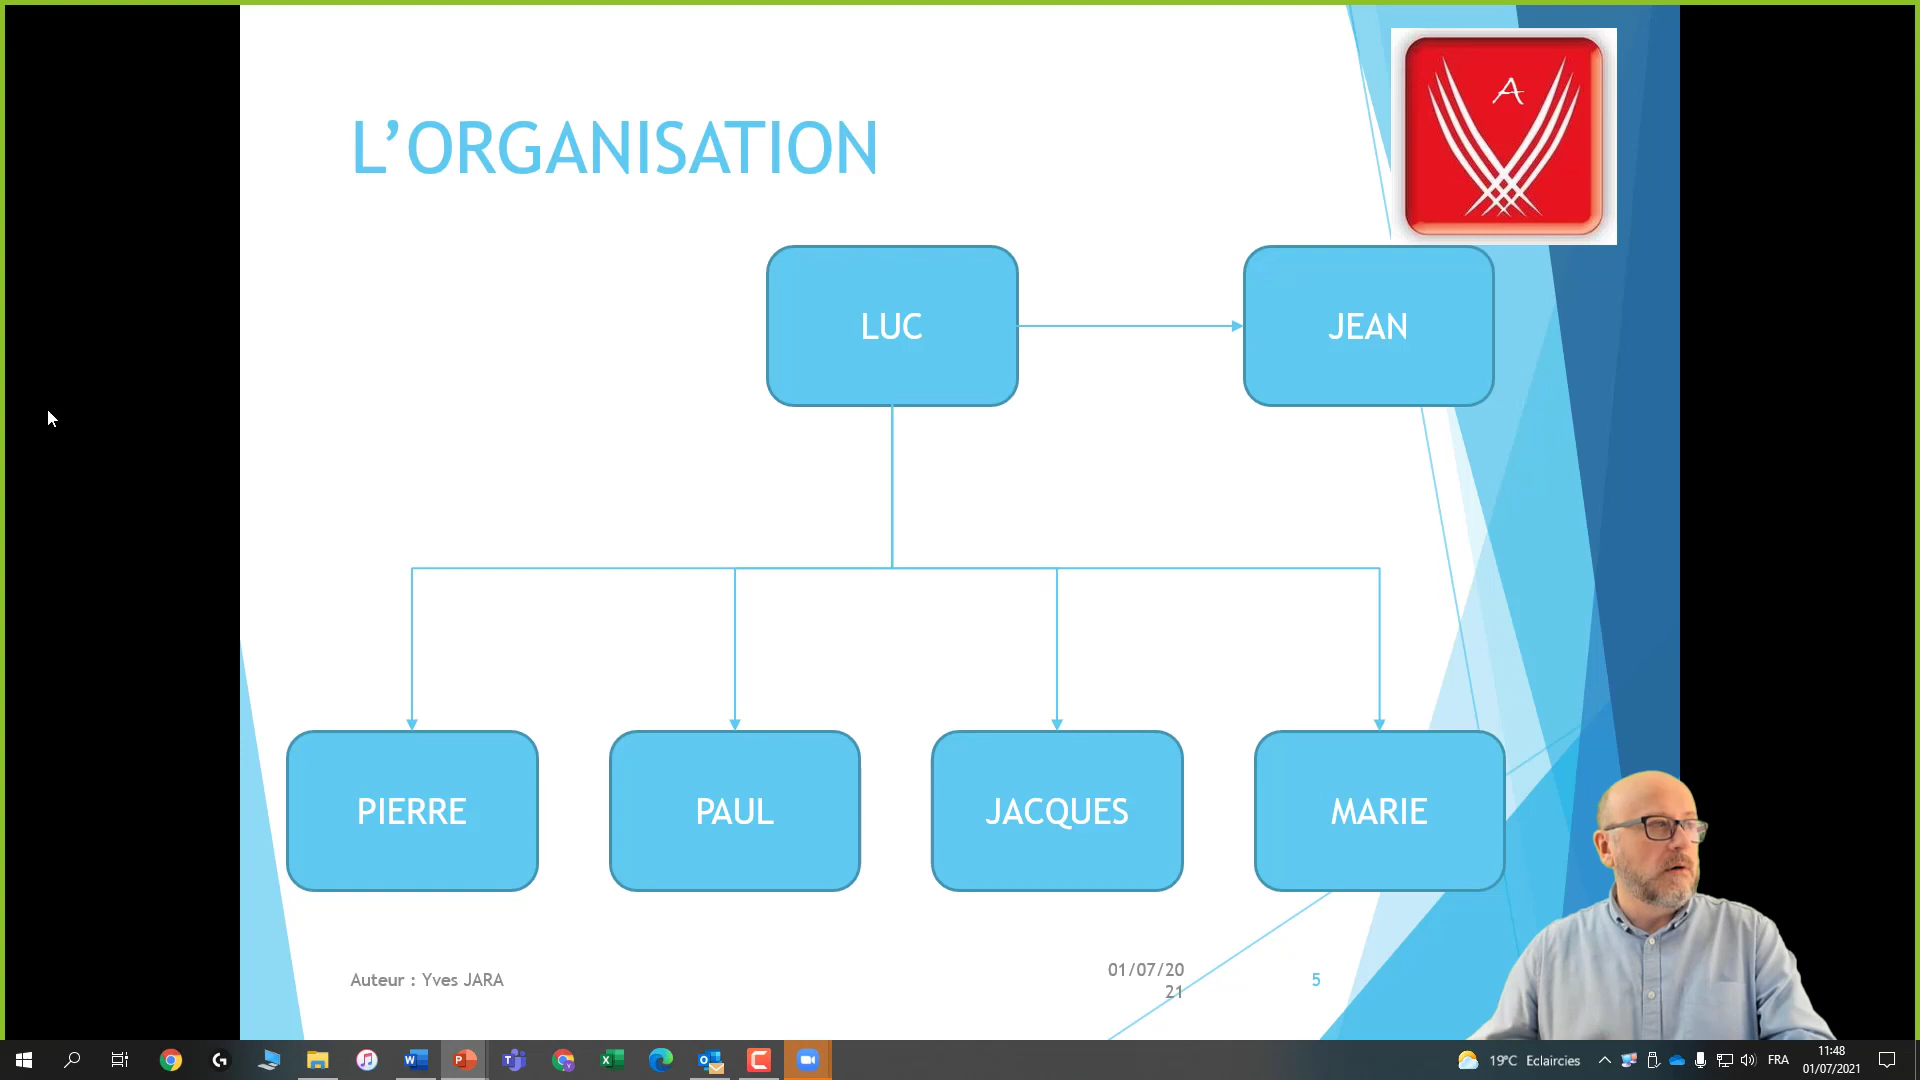 L’ORGANISATION
A
LUC
JEAN
PIERRE
PAUL
JACQUES
MARIE
Auteur : Yves JARA
01/07/20
21
5
19°C Eclaircies
FRA
11:48
01/07/2021